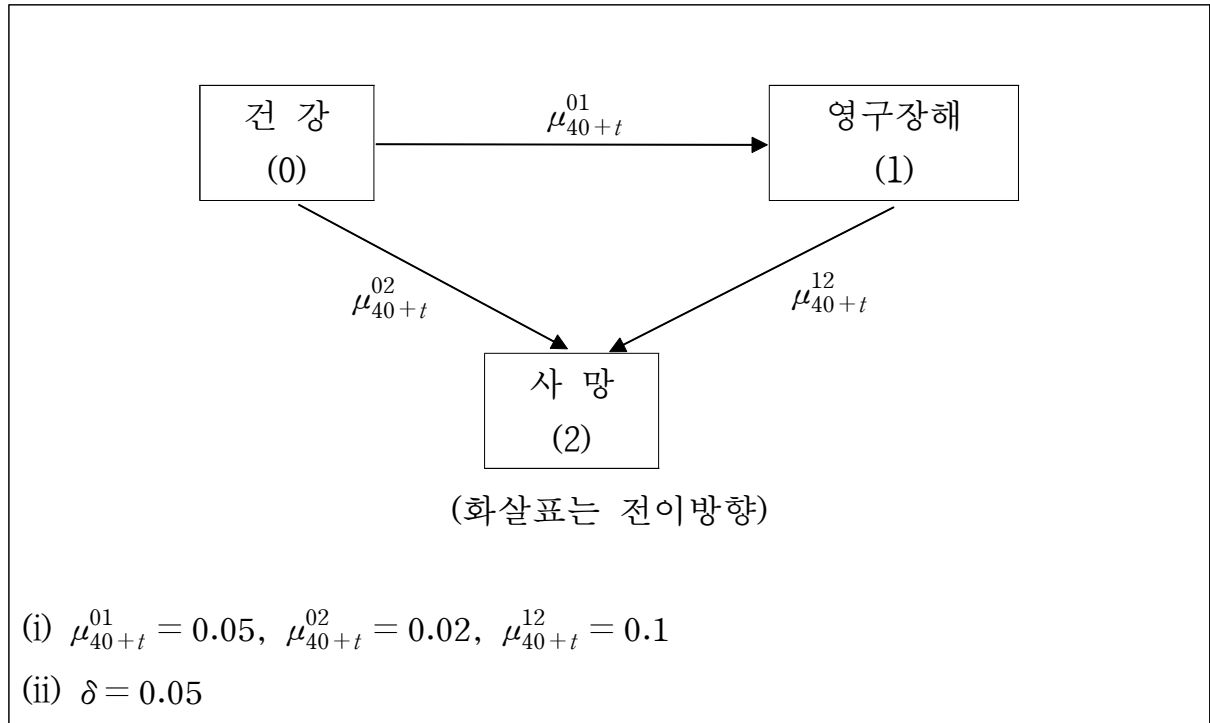 건 강
(0)
μ^{01}_{40+t}
영구장해
(1)
μ^{02}_{40+t}
μ^{12}_{40+t}
사 망
(2)
(화살표는 전이방향)
(i) μ^{01}_{40+t} = 0.05, μ^{02}_{40+t} = 0.02, μ^{12}_{40+t} = 0.1
(ii) δ = 0.05